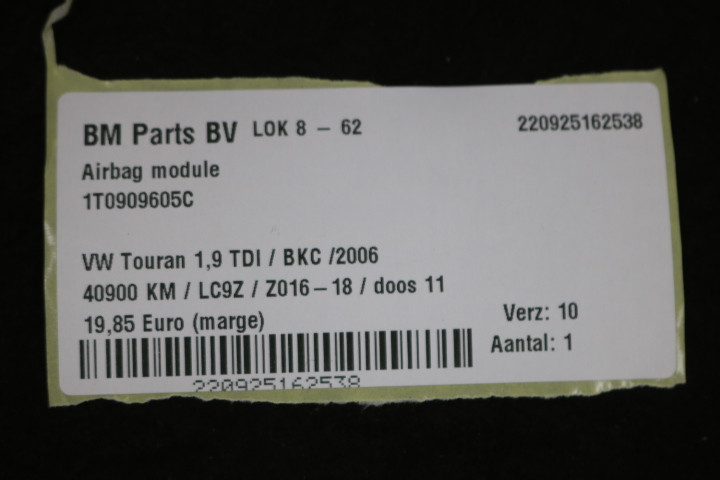 BM Parts BV LOK 8 – 62 220925162538
Airbag module
1T0909605C
VW Touran 1,9 TDI / BKC /2006
40900 KM / LC9Z / Z016–18 / doos 11
19,85 Euro (marge) Verz: 10
Aantal: 1
220925162538